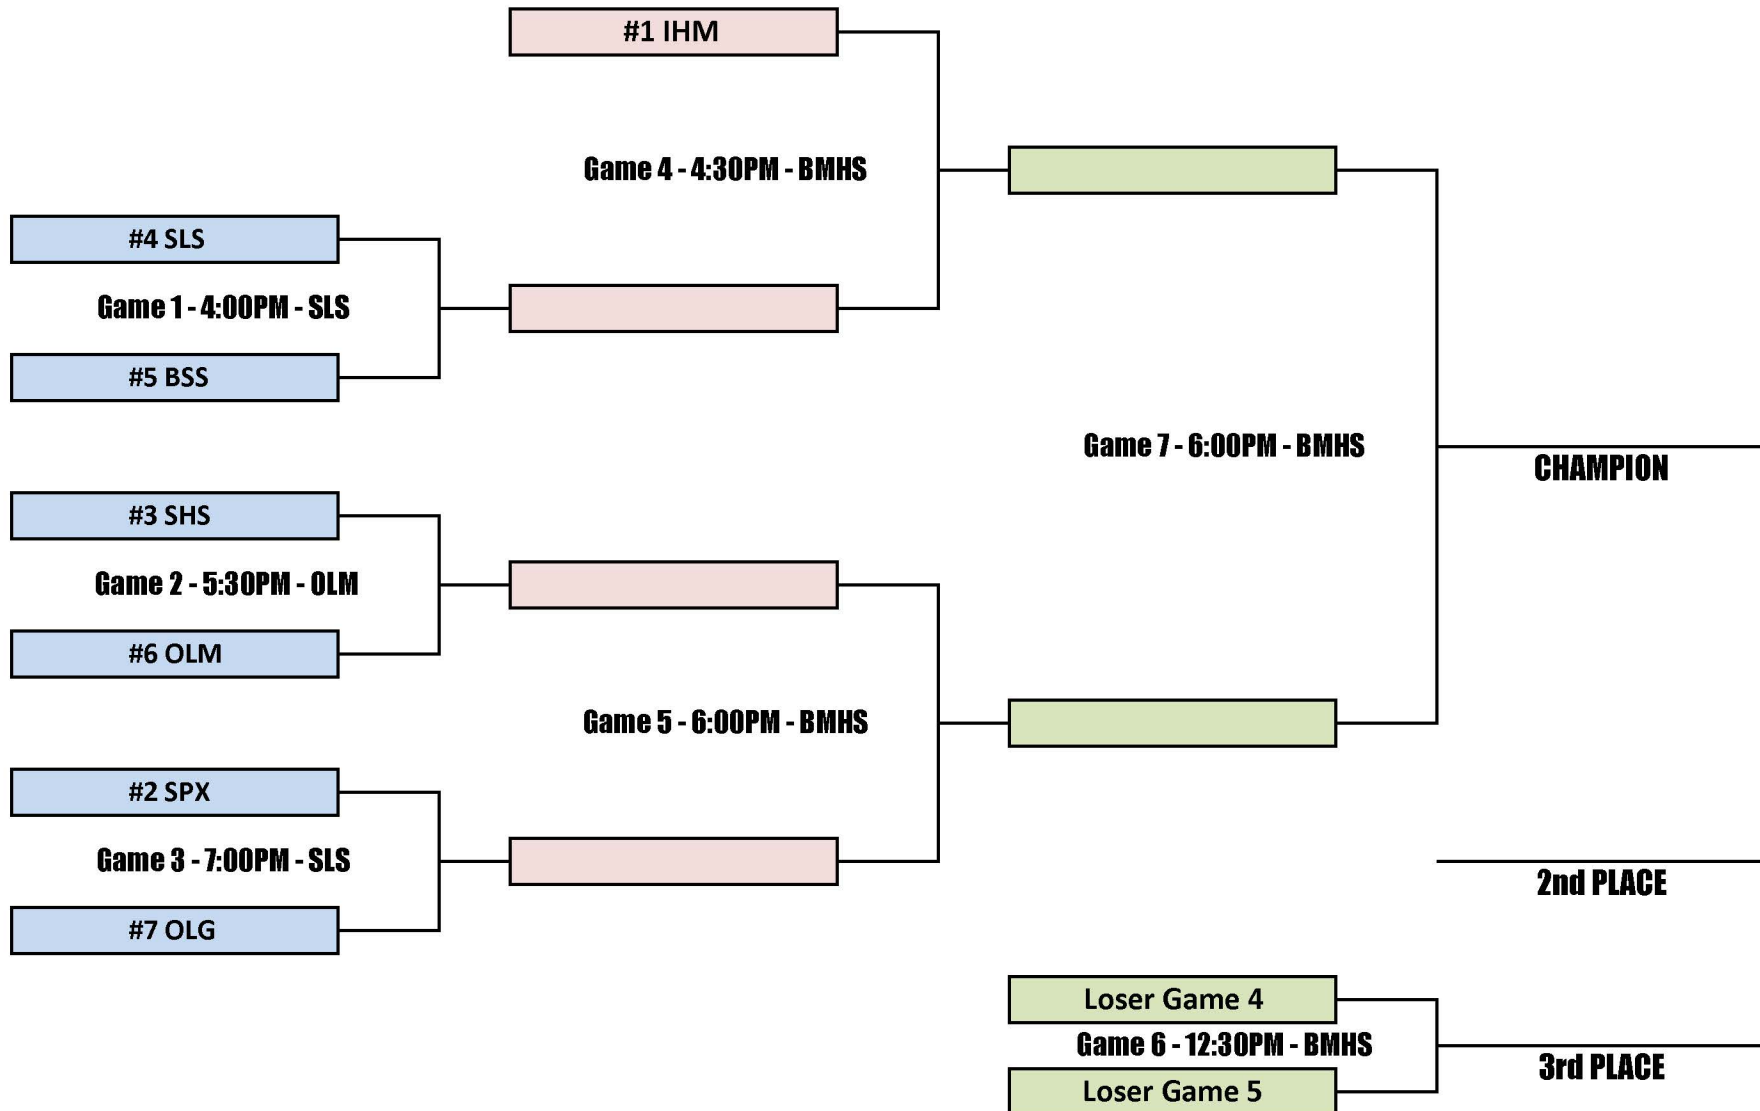 #1 IHM
Game 4 - 4:30PM - BMHS
#4 SLS
Game 1 - 4:00PM - SLS
#5 BSS
Game 7 - 6:00PM - BMHS
CHAMPION
#3 SHS
Game 2 - 5:30PM - OLM
#6 OLM
Game 5 - 6:00PM - BMHS
#2 SPX
Game 3 - 7:00PM - SLS
#7 OLG
2nd PLACE
Loser Game 4
Game 6 - 12:30PM - BMHS
Loser Game 5
3rd PLACE